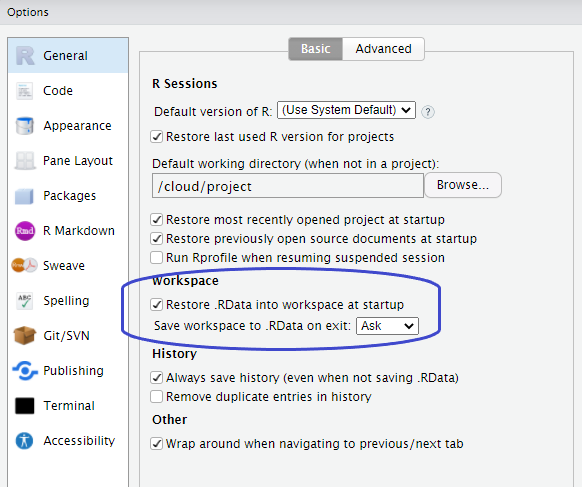 Options
General
Code
Appearance
Pane Layout
Packages
Rmd R Markdown
Sweave
ABC Spelling
Git/SVN
Publishing
Terminal
Accessibility
Basic Advanced
R Sessions
Default version of R: (Use System Default) ?
Restore last used R version for projects
Default working directory (when not in a project):
/cloud/project Browse...
Restore most recently opened project at startup
Restore previously open source documents at startup
Run Rprofile when resuming suspended session
Workspace
Restore .RData into workspace at startup
Save workspace to .RData on exit: Ask
History
Always save history (even when not saving .RData)
Remove duplicate entries in history
Other
Wrap around when navigating to previous/next tab